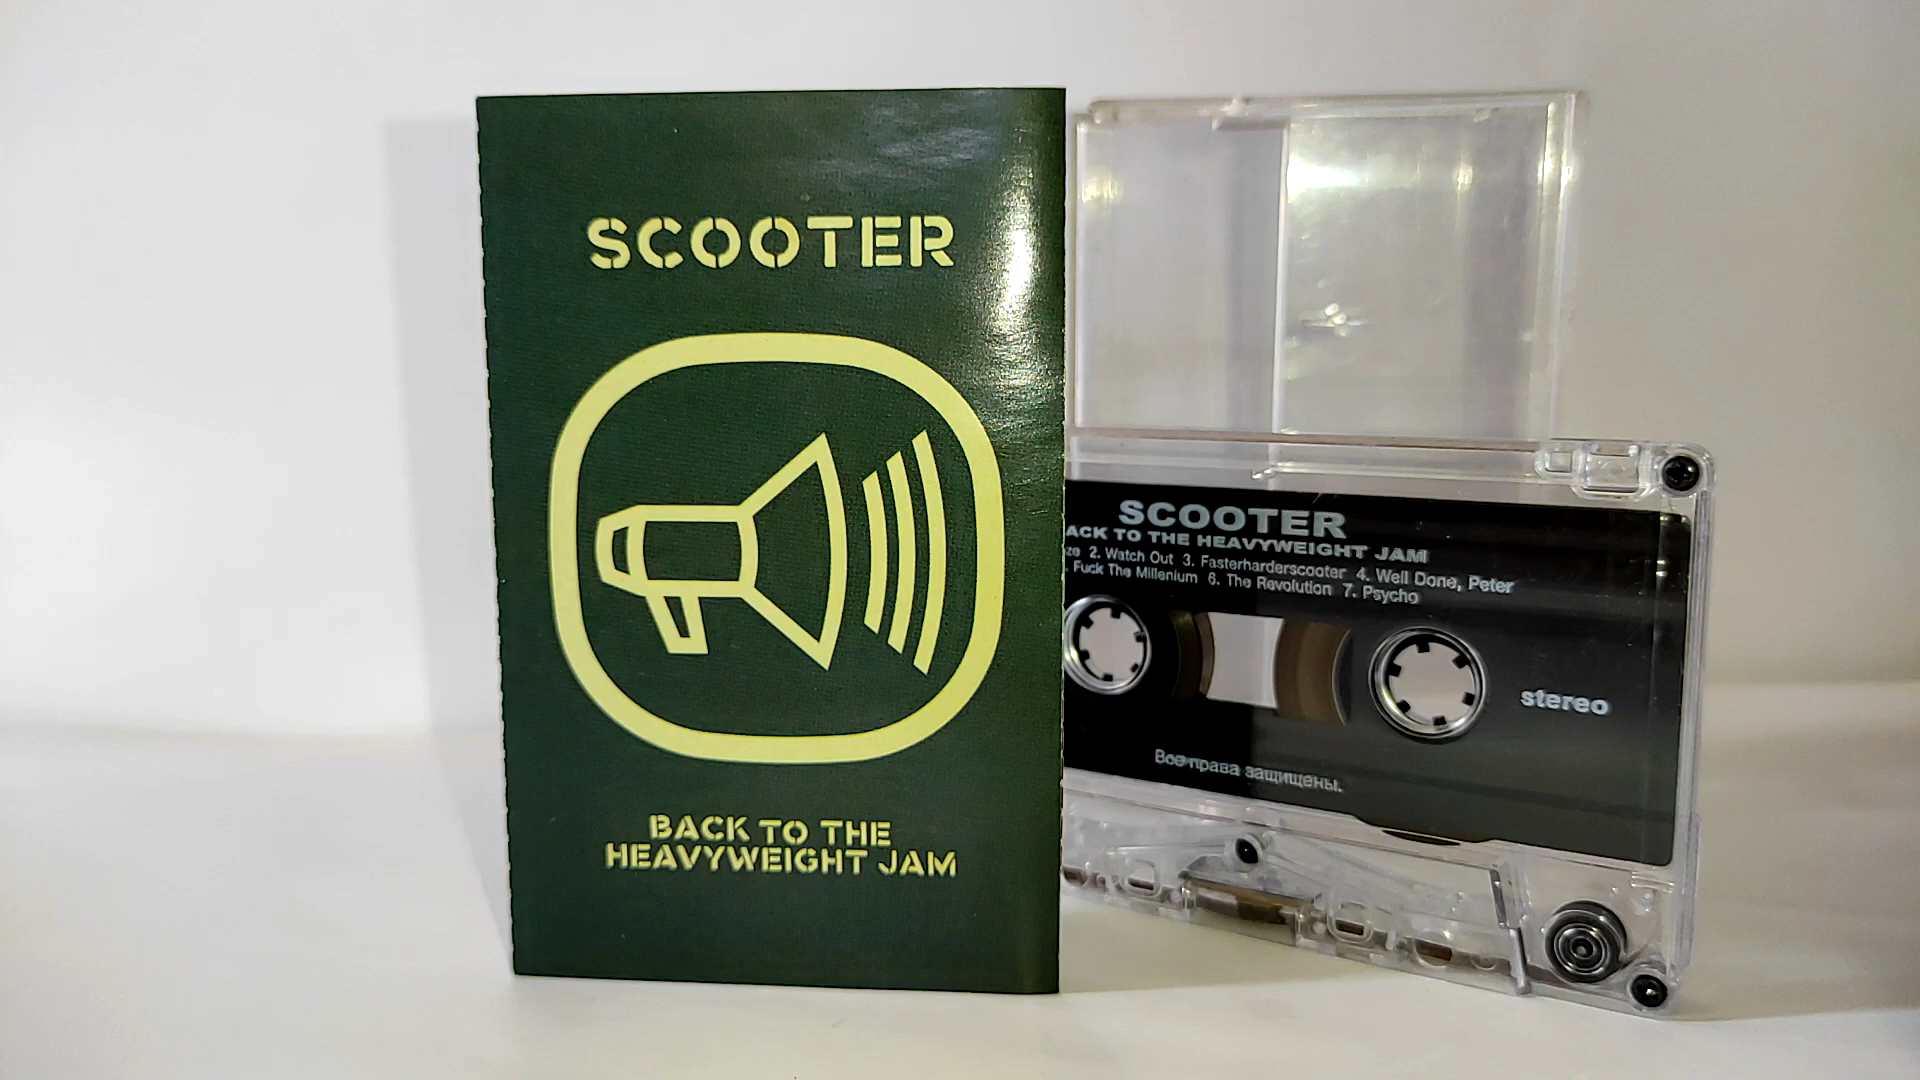 SCOOTER
BACK TO THE
HEAVYWEIGHT JAM
SCOOTER
ACK TO THE HEAVYWEIGHT JAM
ze 2. Watch Out 3. Fasterharderscooter 4. Well Done, Peter
. Fuck The Millenium 6. The Revolution 7. Psycho
stereo
Все права защищены.